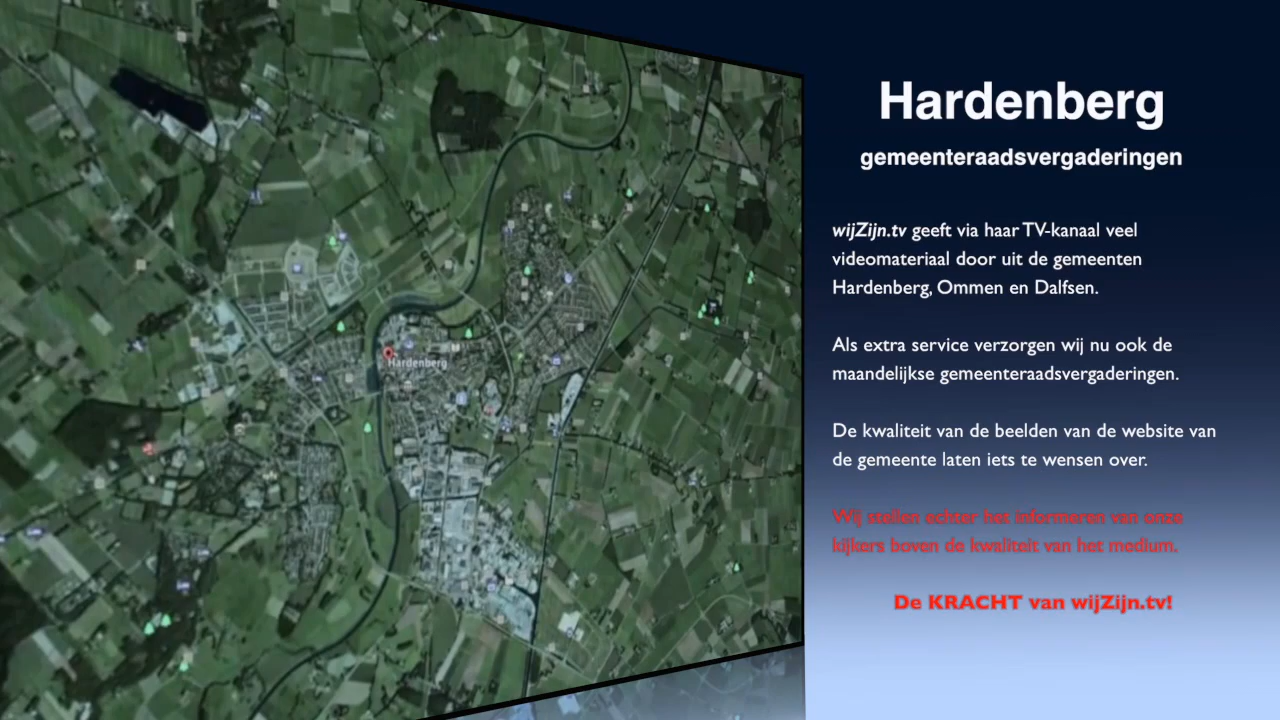 Hardenberg
gemeenteraadsvergaderingen
wijZijn.tv geeft via haar TV-kanaal veel
videomateriaal door uit de gemeenten
Hardenberg, Ommen en Dalfsen.
Als extra service verzorgen wij nu ook de
maandelijkse gemeenteraadsvergaderingen.
De kwaliteit van de beelden van de website van
de gemeente laten iets te wensen over.
Wij stellen echter het informeren van onze
kijkers boven de kwaliteit van het medium.
De KRACHT van wijZijn.tv!
Hardenberg